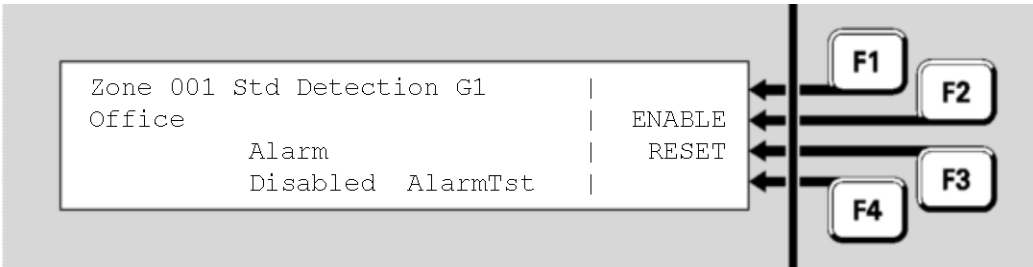 Zone 001 Std Detection G1 |
Office | ENABLE
Alarm | RESET
Disabled AlarmTst |
F1
F2
F3
F4